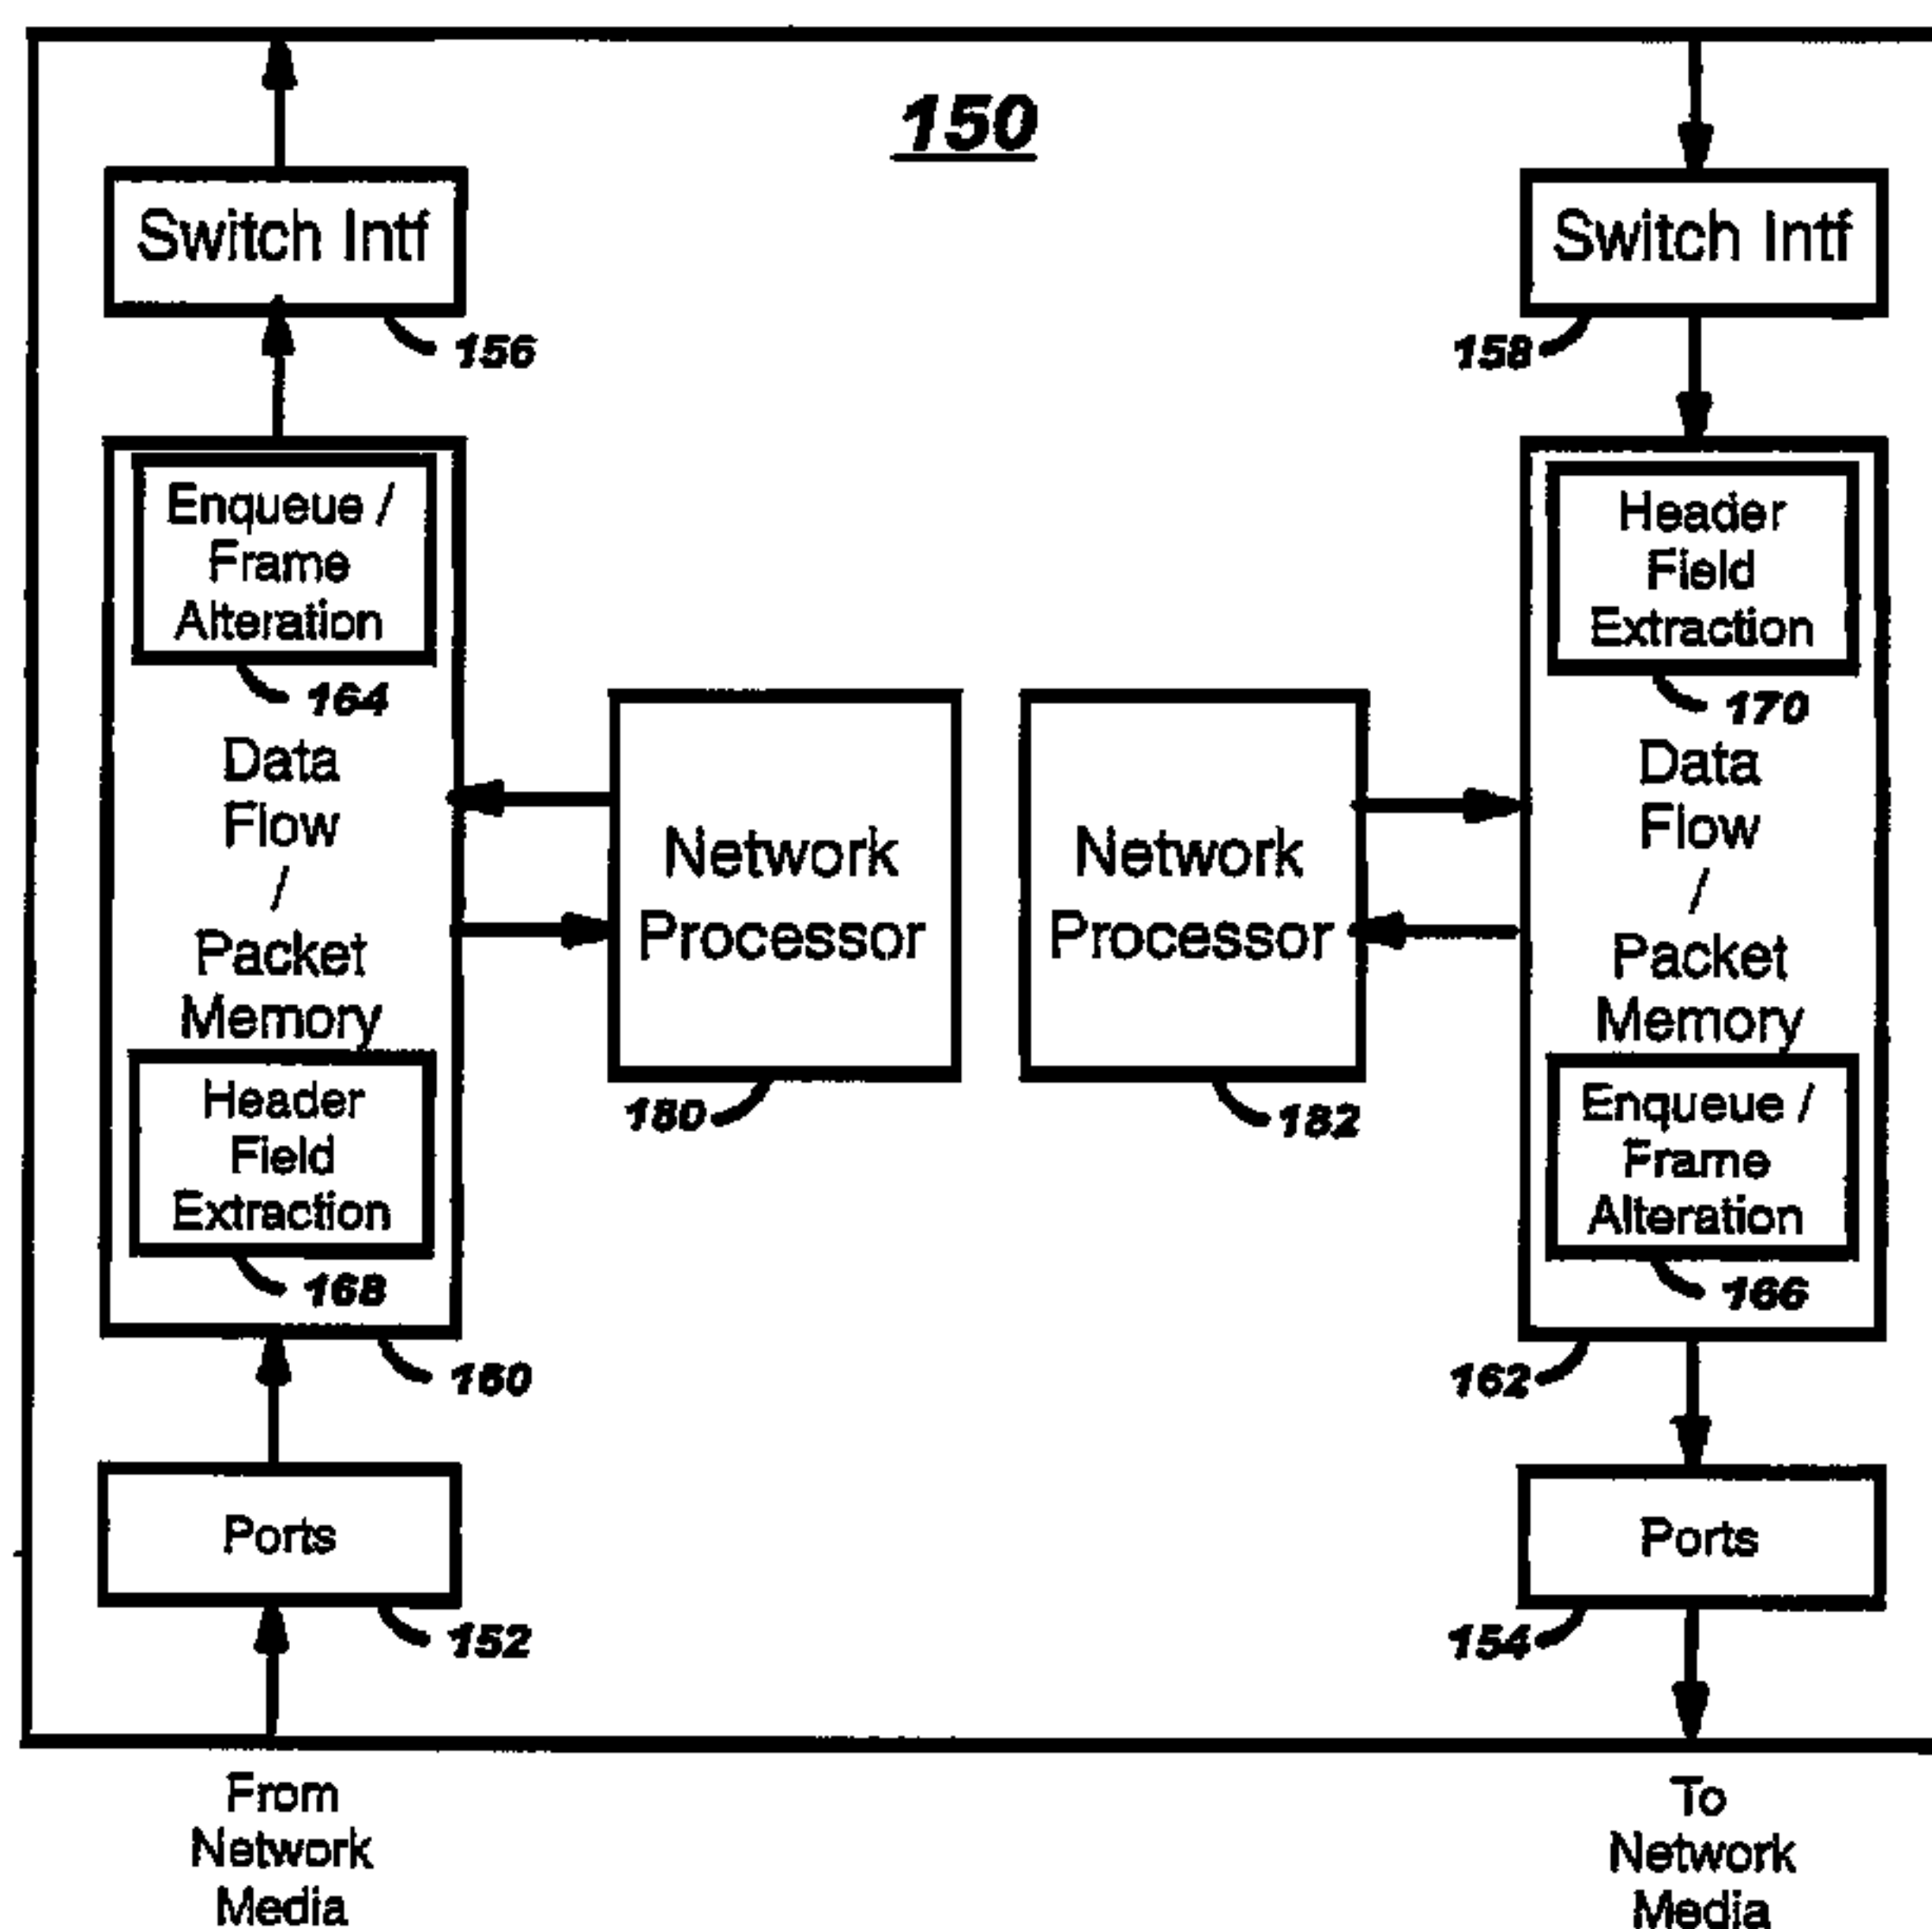 150
Switch Intf
156
Enqueue /
Frame
Alteration
164
Data
Flow
/
Packet
Memory
Header
Field
Extraction
168
160
Ports
152
From
Network
Media
Network
Processor
180
Network
Processor
182
Switch Intf
158
Header
Field
Extraction
170
Data
Flow
/
Packet
Memory
Enqueue /
Frame
Alteration
166
162
Ports
154
To
Network
Media